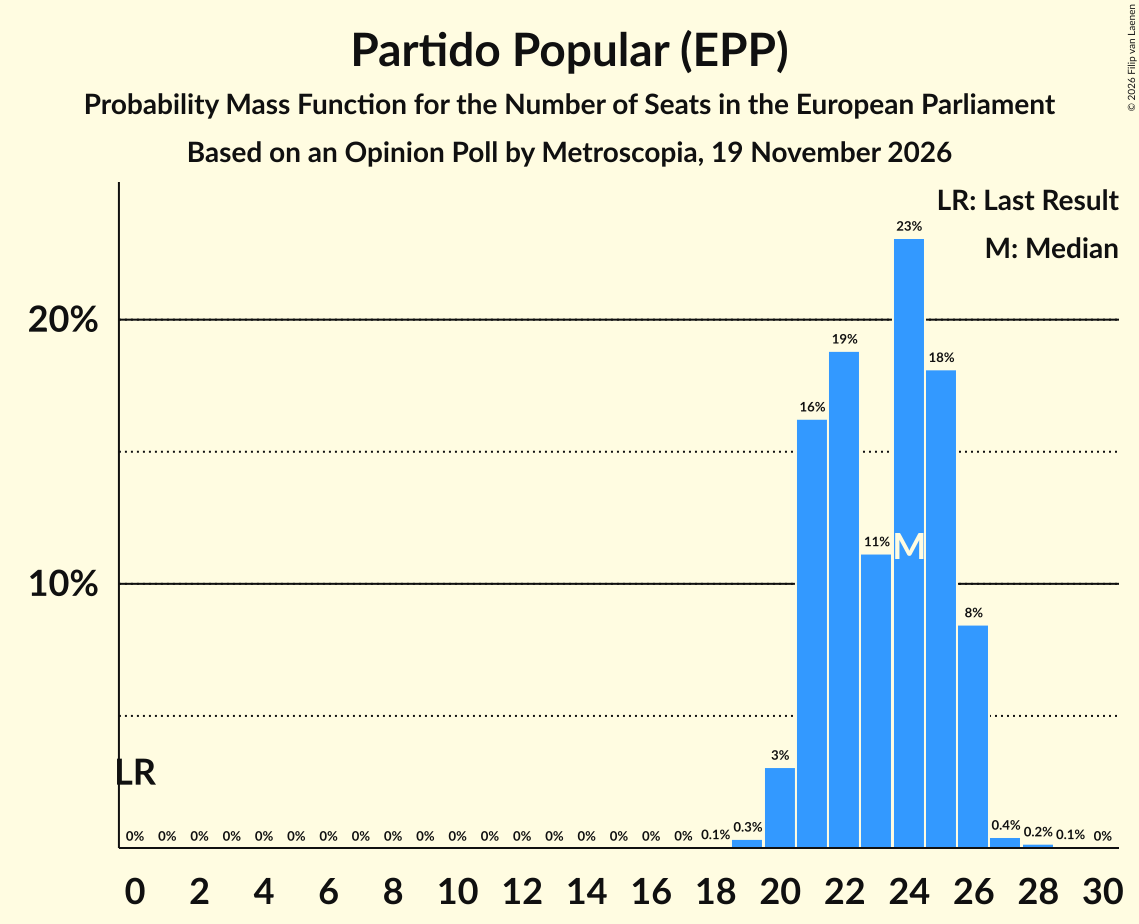 Partido Popular (EPP)
Probability Mass Function for the Number of Seats in the European Parliament
Based on an Opinion Poll by Metroscopia, 19 November 2026
© 2026 Filip van Laenen
LR: Last Result
M: Median
20%
10%
23%
19%
18%
16%
11%
M
8%
3%
LR
0% 0% 0% 0% 0% 0% 0% 0% 0% 0% 0% 0% 0% 0% 0% 0% 0% 0% 0.1% 0.3% 0.4% 0.2% 0.1% 0%
0 2 4 6 8 10 12 14 16 18 20 22 24 26 28 30